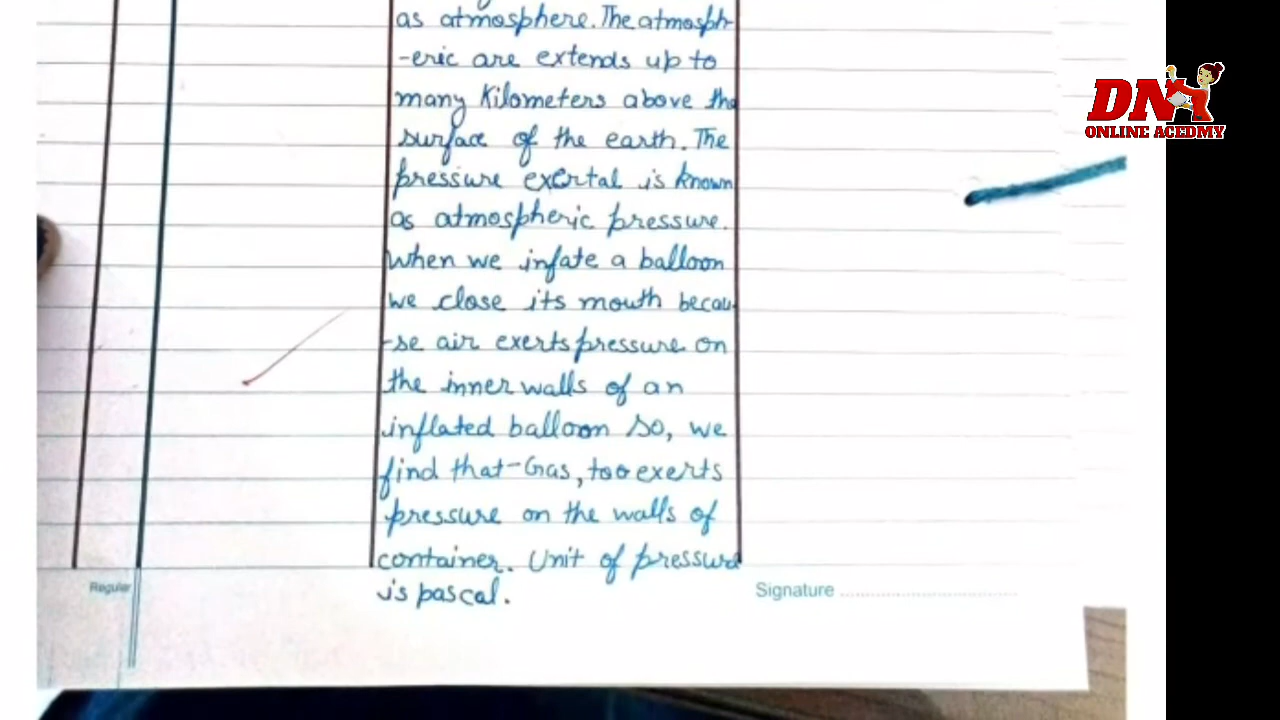 as atmosphere. The atmosph-
-eric are extends up to
many Kilometers above the
surface of the earth. The
pressure exertal is known
as atmospheric pressure.
when we infate a balloon
we close its mouth becau-
-se air exerts pressure on
the inner walls of an
inflated balloon so, we
find that-Gas, too exerts
pressure on the walls of
container. Unit of pressure
is pascal.
Regular
Signature
DNA
ONLINE ACEDMY